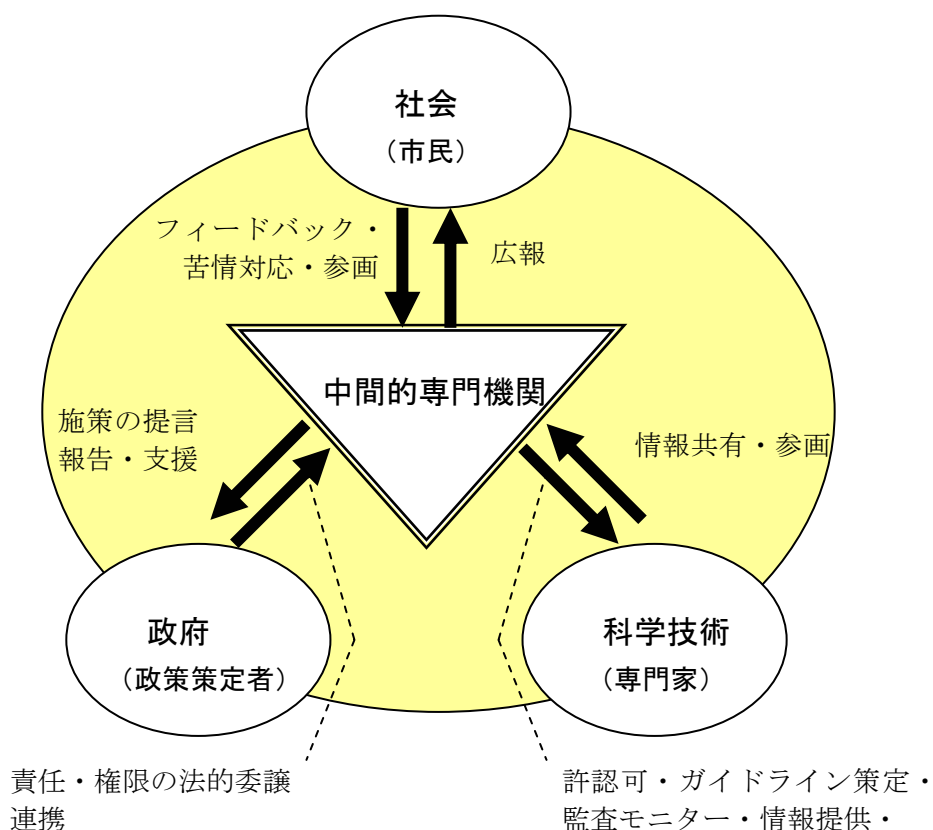 社会
（市民）
フィードバック・
苦情対応・参画
広報
中間的専門機関
施策の提言
報告・支援
情報共有・参画
政府
（政策策定者）
科学技術
（専門家）
責任・権限の法的委譲
連携
許認可・ガイドライン策定・
監査モニター・情報提供・